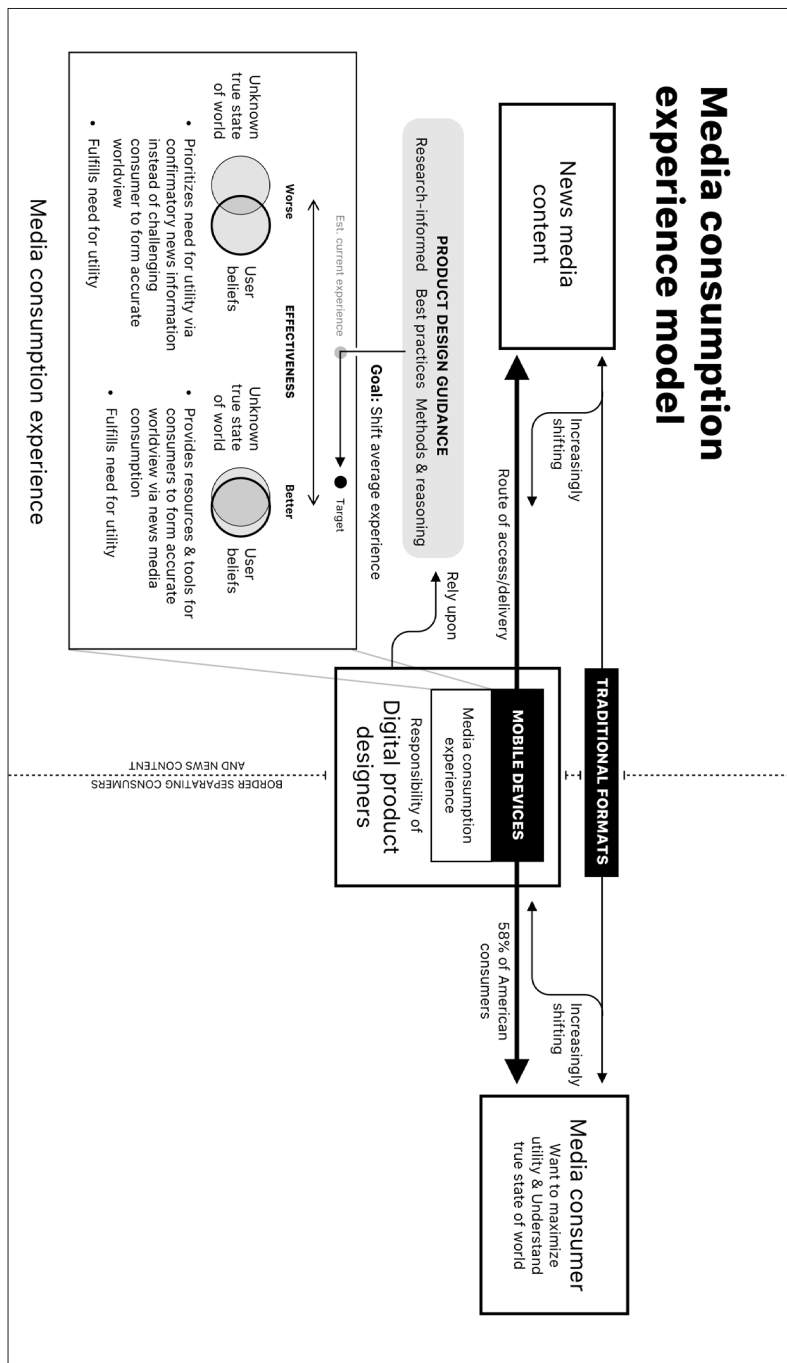 Media consumption
experience model
News media
content
Increasingly
shifting
Route of access/delivery
TRADITIONAL FORMATS
MOBILE DEVICES
Media consumption
experience
Responsibility of
Digital product
designers
Increasingly
shifting
58% of American
consumers
Media consumer
Want to maximize
utility & Understand
true state of world
PRODUCT DESIGN GUIDANCE
Research-informed
Best practices
Methods & reasoning
Rely upon
Goal: Shift average experience
Est. current experience
Target
EFFECTIVENESS
Worse
Better
Unknown
true state
of world
User
beliefs
• Prioritizes need for utility via
confirmatory news information
instead of challenging
consumer to form accurate
worldview
• Fulfills need for utility
Unknown
true state
of world
User
beliefs
• Provides resources & tools for
consumers to form accurate
worldview via news media
consumption
• Fulfills need for utility
Media consumption experience
BORDER SEPARATING CONSUMERS
AND NEWS CONTENT